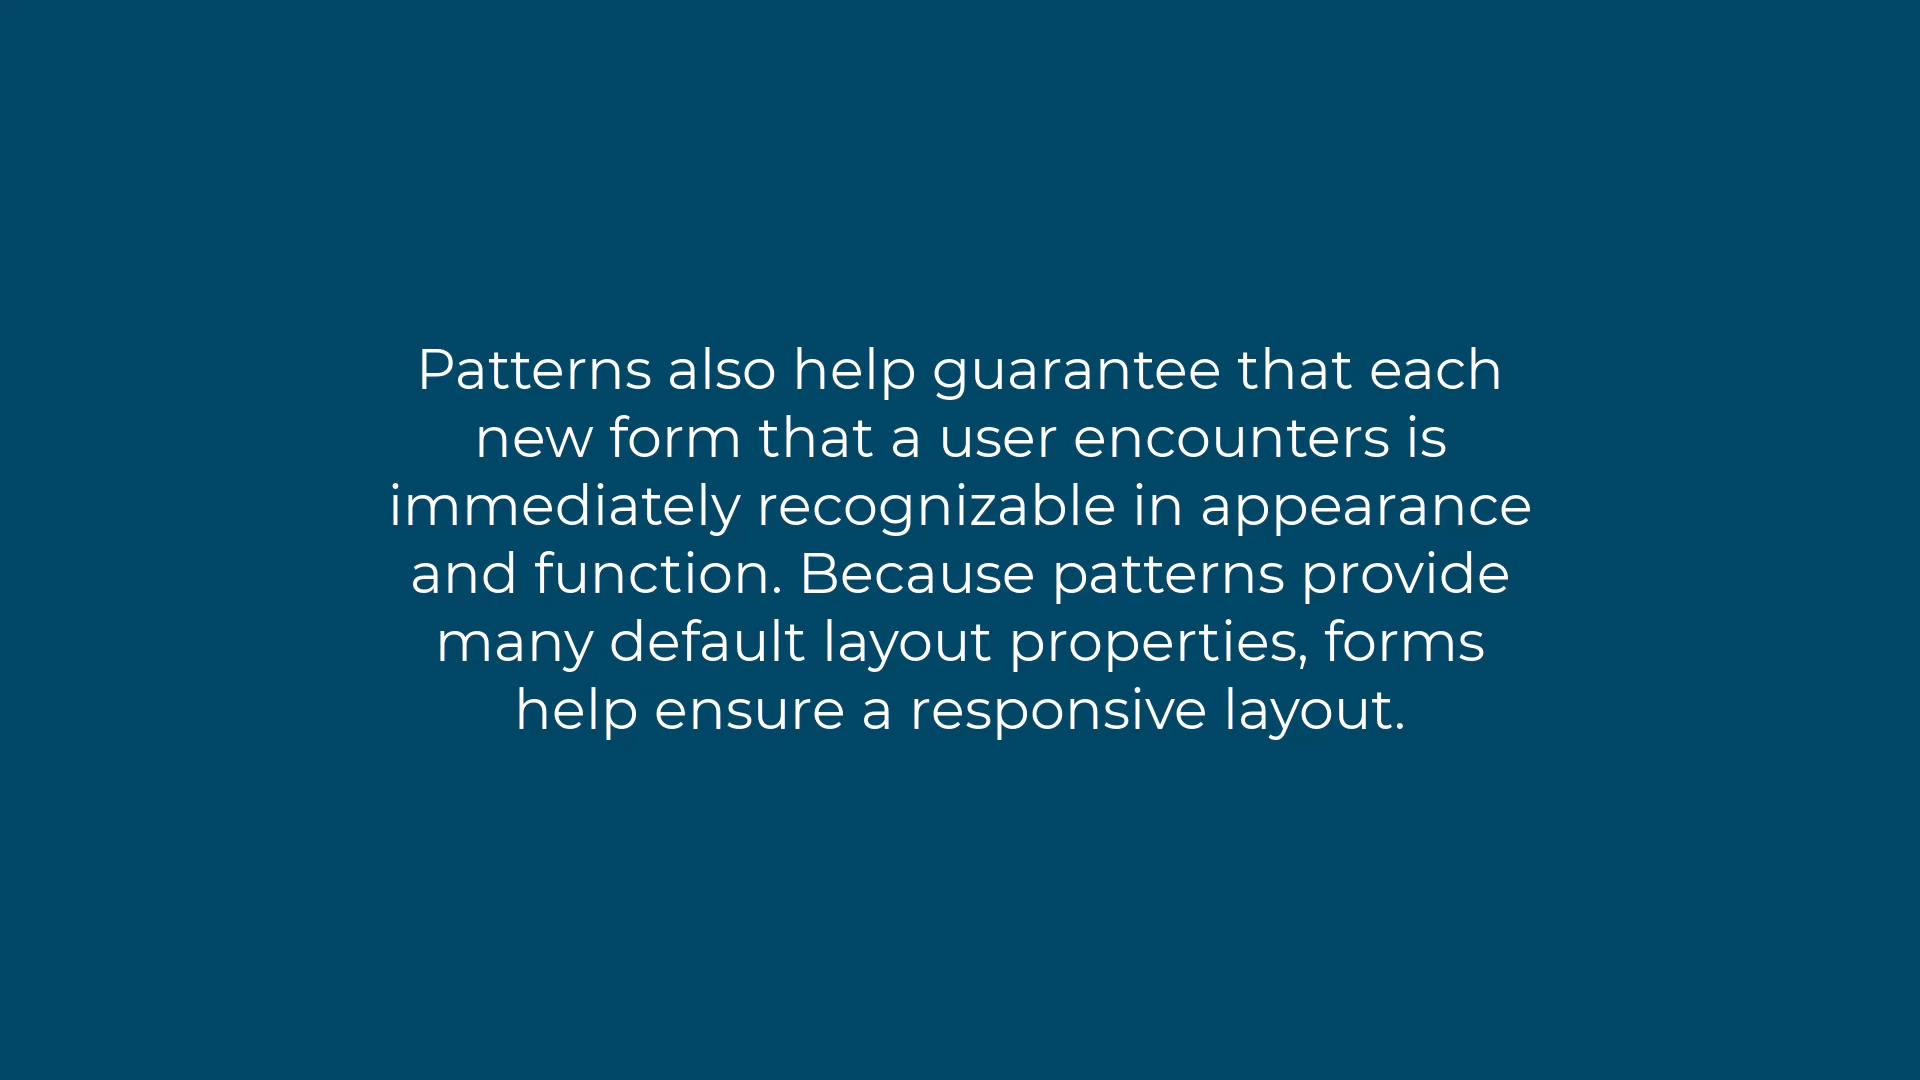 Patterns also help guarantee that each
new form that a user encounters is
immediately recognizable in appearance
and function. Because patterns provide
many default layout properties, forms
help ensure a responsive layout.